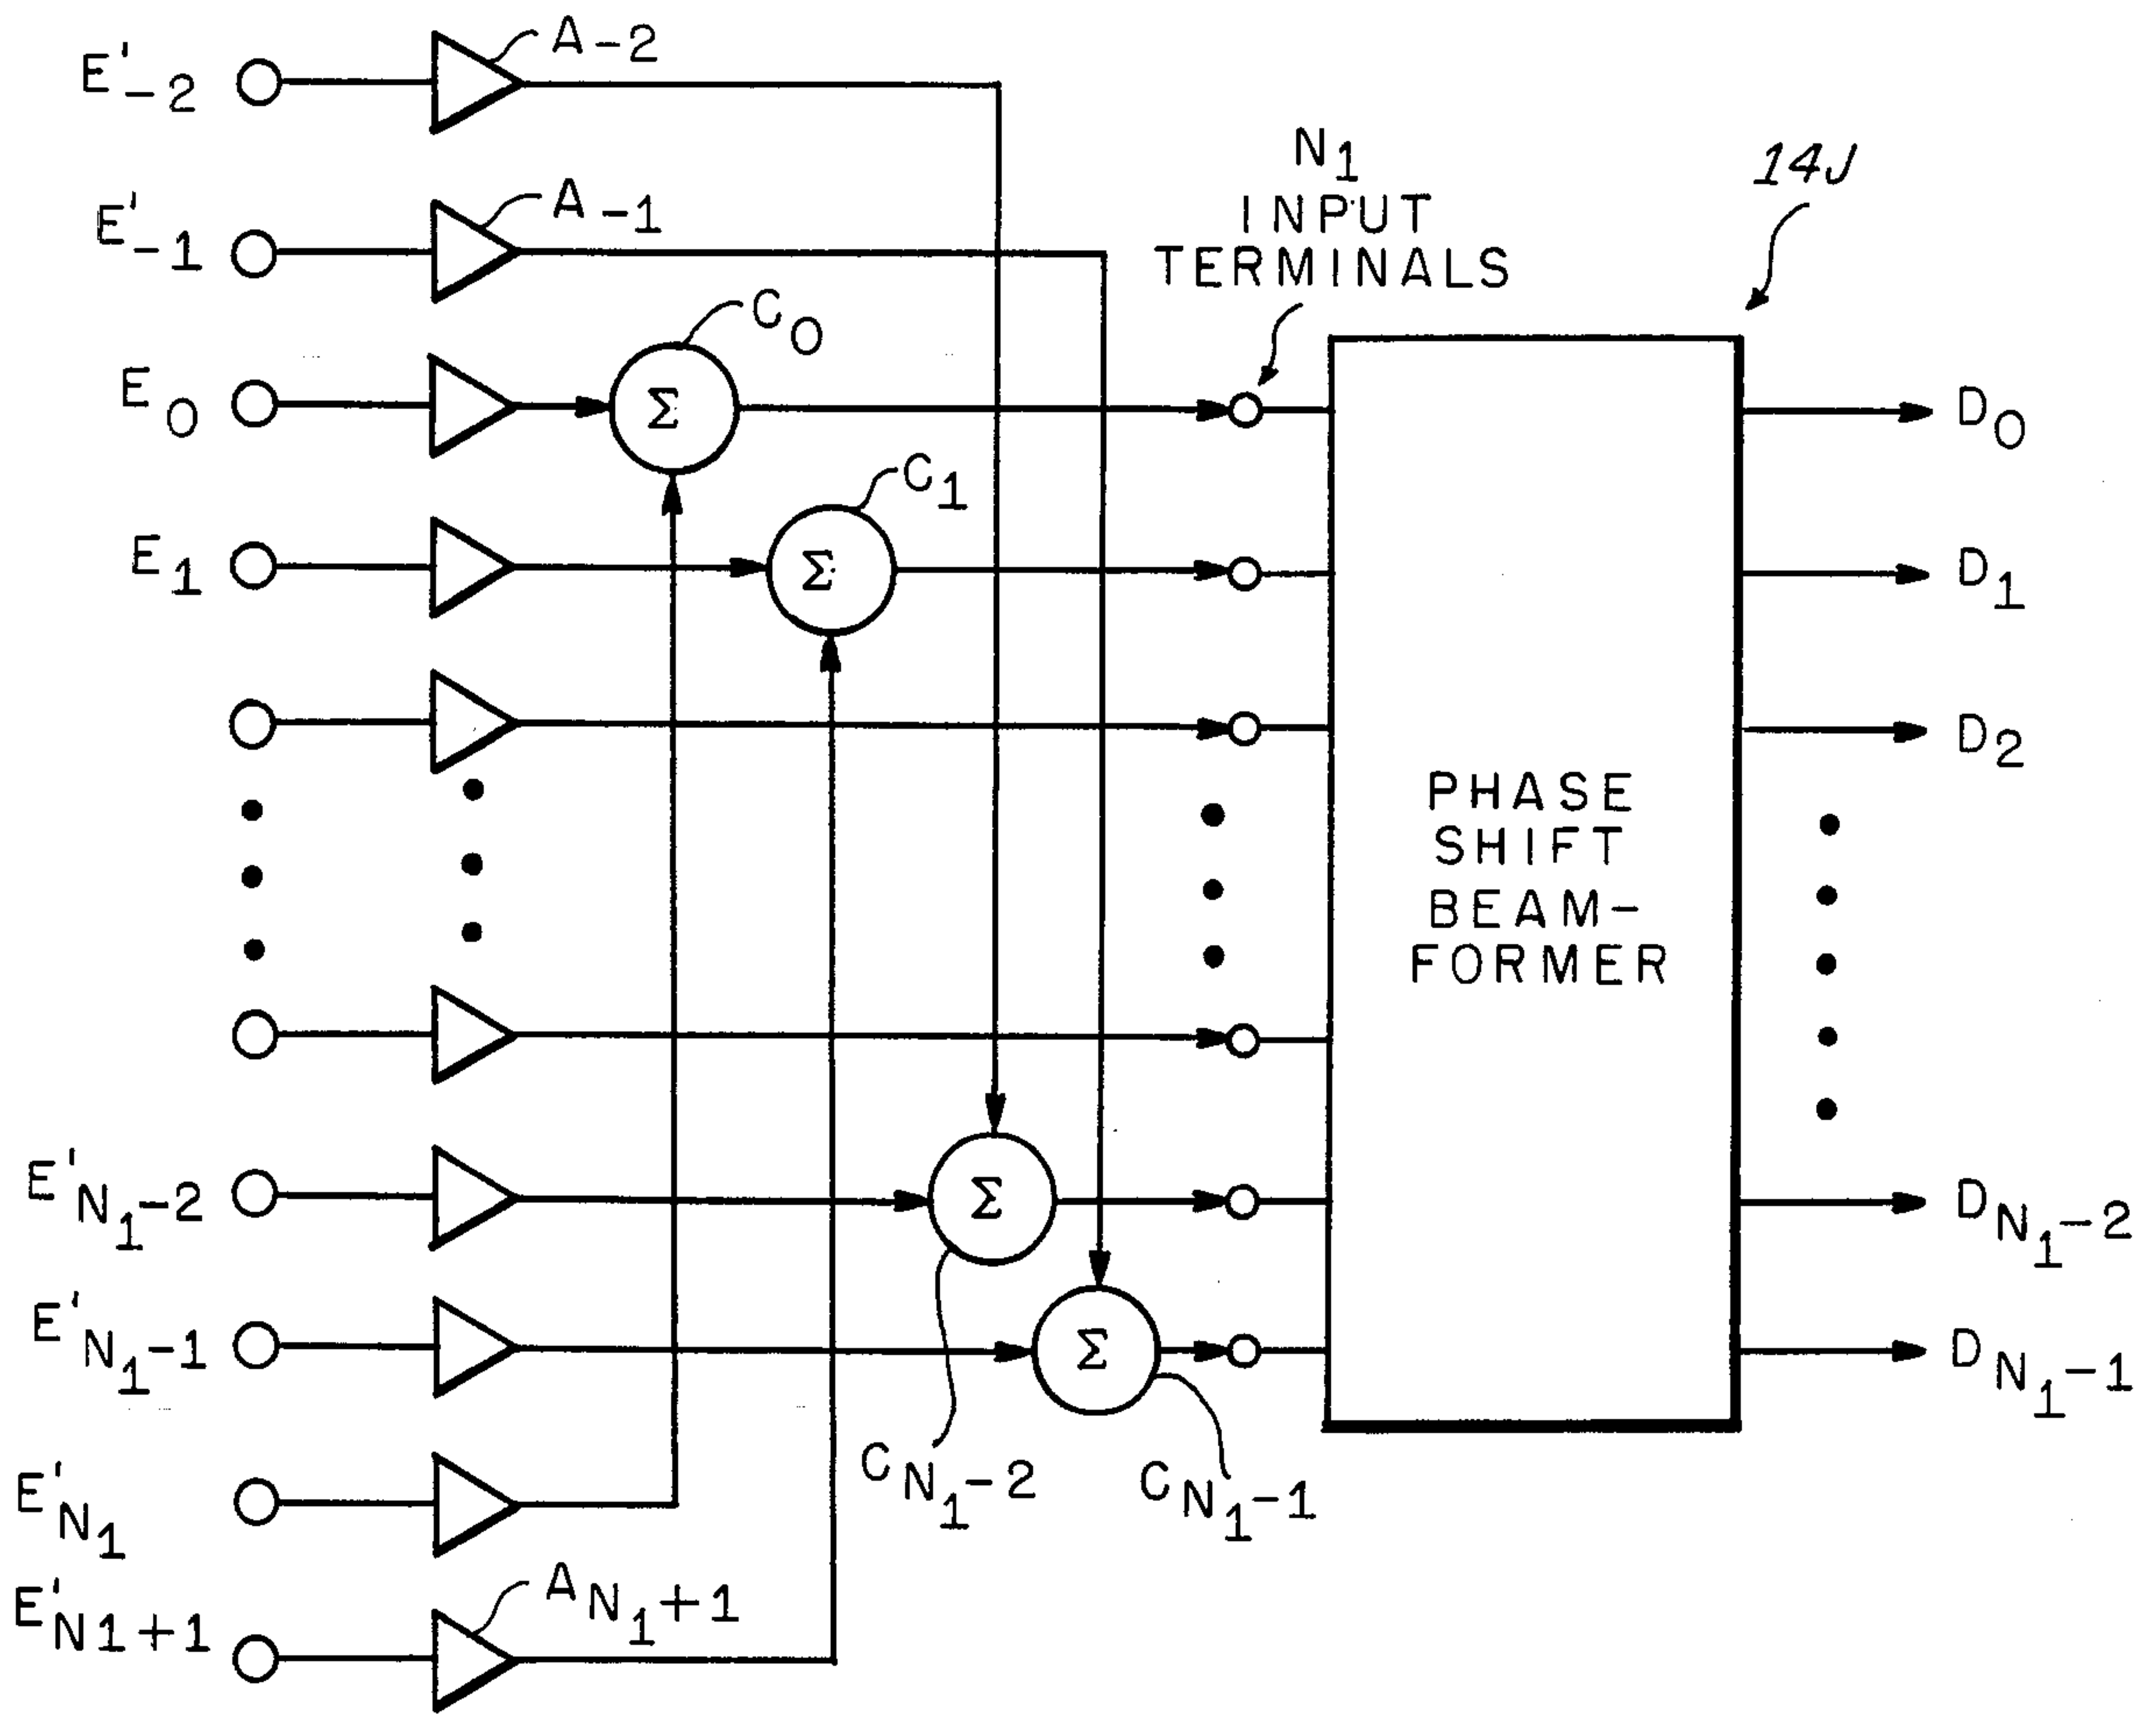 E'-2
A-2
E'-1
A-1
N1
INPUT
TERMINALS
14J
E0
C0
D0
E1
C1
D1
D2
Σ
Σ
PHASE
SHIFT
BEAM-
FORMER
E'N1-2
Σ
DN1-2
E'N1-1
Σ
DN1-1
CN1-2
CN1-1
E'N1
E'N1+1
AN1+1